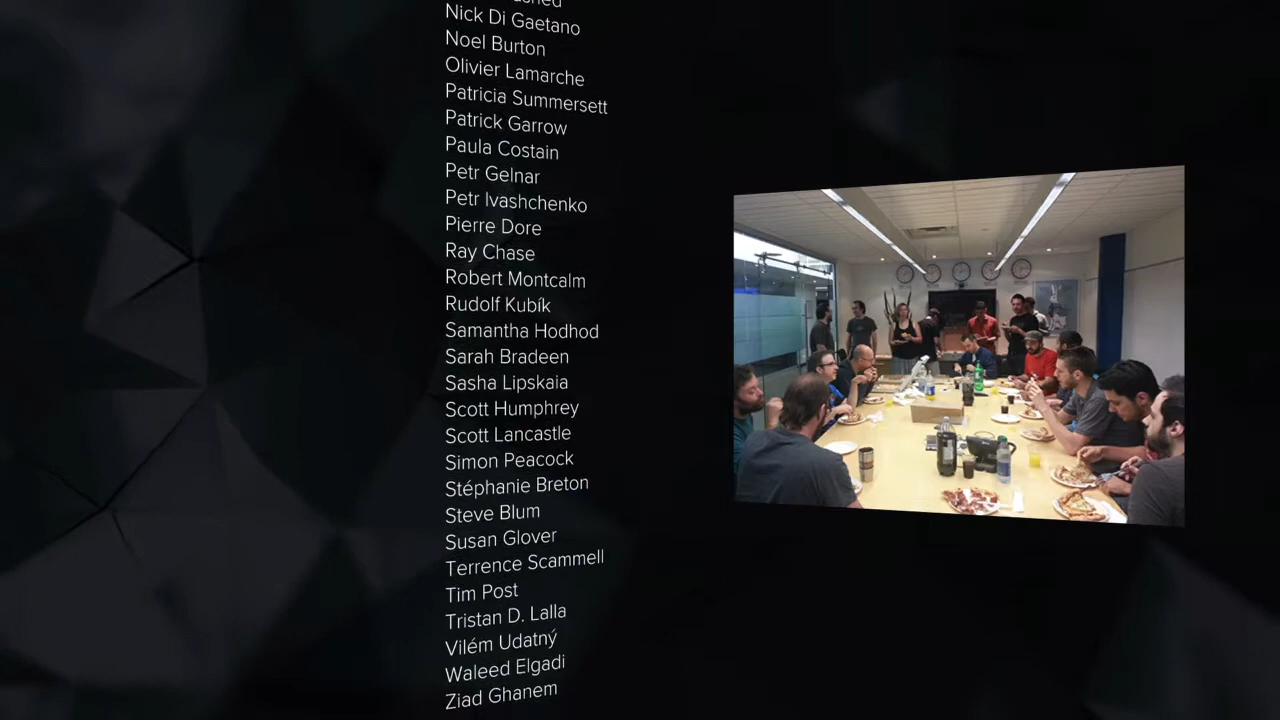 Nick Di Gaetano
Noel Burton
Olivier Lamarche
Patricia Summersett
Patrick Garrow
Paula Costain
Petr Gelnar
Petr Ivashchenko
Pierre Dore
Ray Chase
Robert Montcalm
Rudolf Kubík
Samantha Hodhod
Sarah Bradeen
Sasha Lipskaia
Scott Humphrey
Scott Lancastle
Simon Peacock
Stéphanie Breton
Steve Blum
Susan Glover
Terrence Scammell
Tim Post
Tristan D. Lalla
Vilém Udatný
Waleed Elgadi
Ziad Ghanem